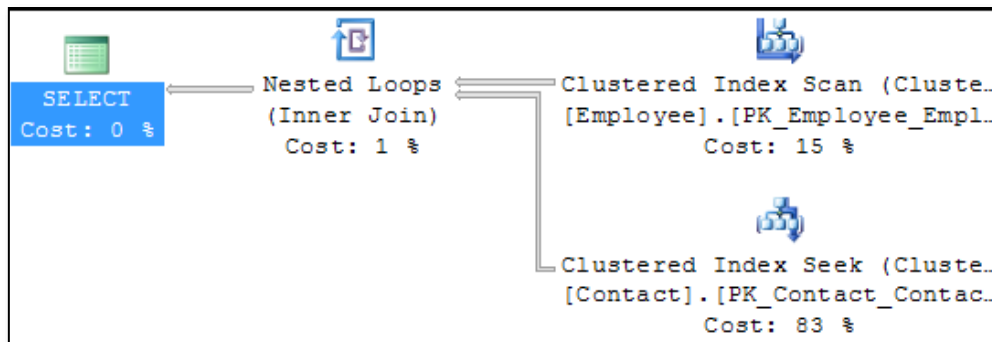 SELECT
Cost: 0 %
Nested Loops
(Inner Join)
Cost: 1 %
Clustered Index Scan (Cluste…
[Employee].[PK_Employee_Empl…
Cost: 15 %
Clustered Index Seek (Cluste…
[Contact].[PK_Contact_Contac…
Cost: 83 %